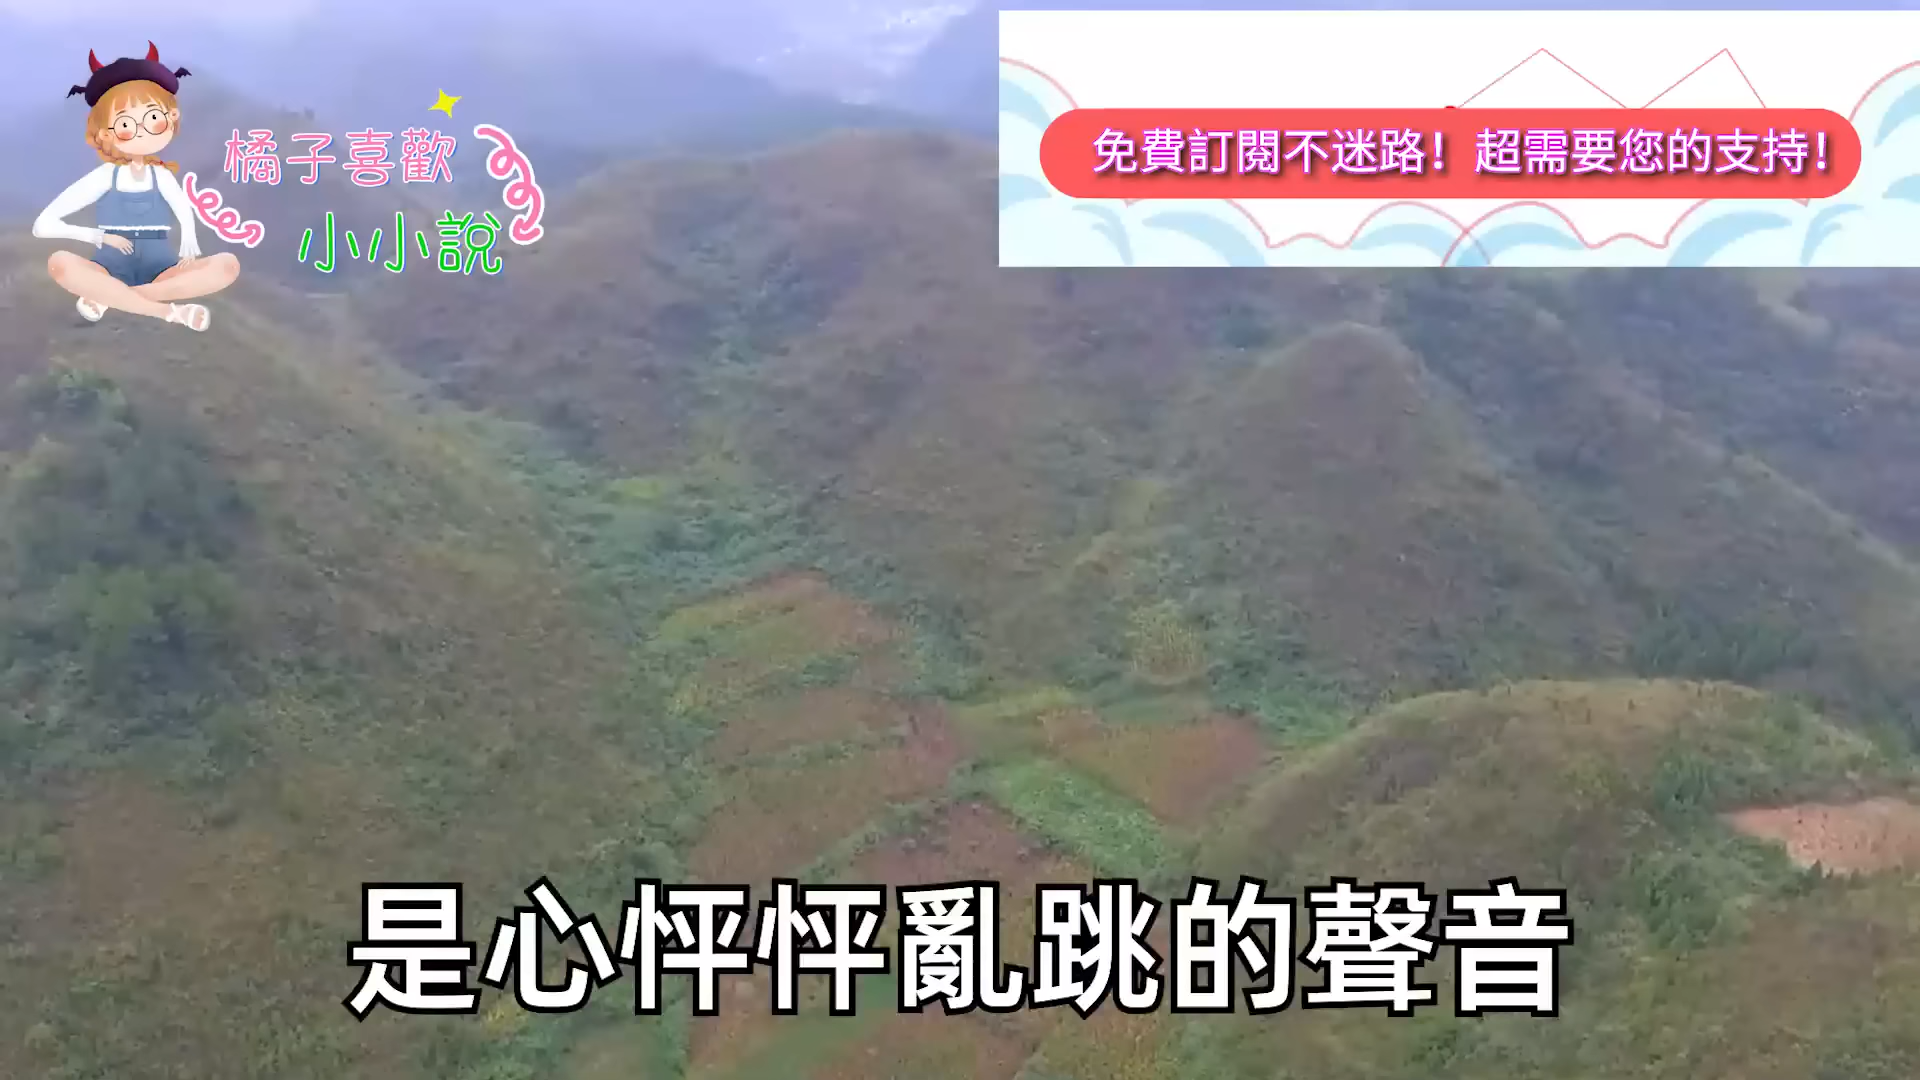 橘子喜歡
小小說
免費訂閱不迷路！超需要您的支持！
是心怦怦亂跳的聲音